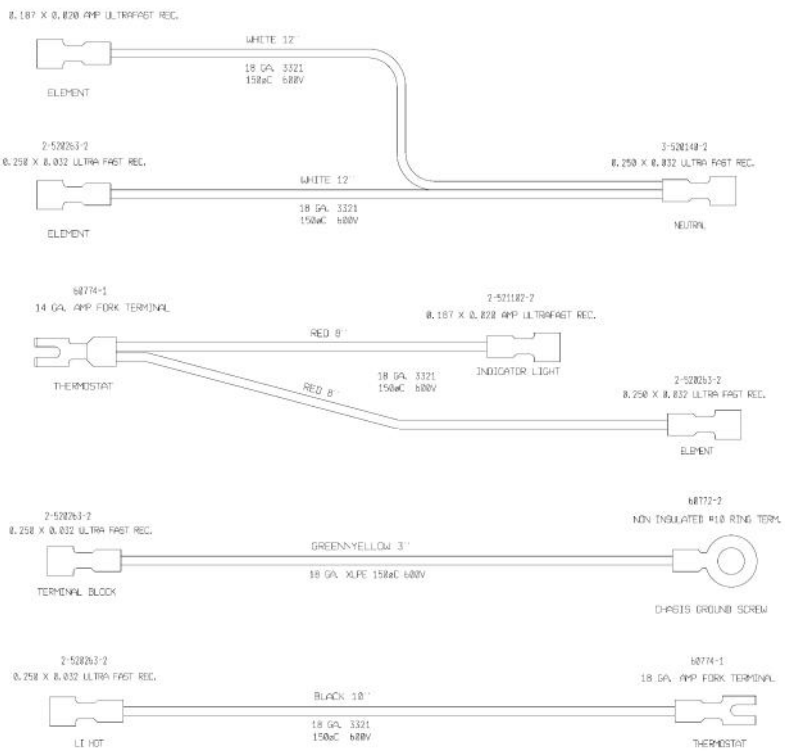 0.187 X 0.020 AMP ULTRAFAST REC.
WHITE 12"
18 GA. 3321
150øC 600V
ELEMENT
2-520263-2
0.250 X 0.032 ULTRA FAST REC.
3-520140-2
0.250 X 0.032 ULTRA FAST REC.
WHITE 12
18 GA. 3321
150øC 600V
ELEMENT
NEUTRAL
60774-1
14 GA. AMP FORK TERMINAL
2-521102-2
0.187 X 0.020 AMP ULTRAFAST REC.
RED 8"
18 GA. 3321
150øC 600V
INDICATOR LIGHT
THERMOSTAT
RED 8"
2-520263-2
0.250 X 0.032 ULTRA FAST REC.
ELEMENT
2-520263-2
0.250 X 0.032 ULTRA FAST REC.
60772-2
NON INSULATED #10 RING TERM.
GREEN\YELLOW 3"
18 GA. XLPE 150øC 600V
TERMINAL BLOCK
CHASIS GROUND SCREW
2-520263-2
0.250 X 0.032 ULTRA FAST REC.
60774-1
18 GA. AMP FORK TERMINAL
BLACK 10"
18 GA. 3321
150øC 600V
L1 HOT
THERMOSTAT